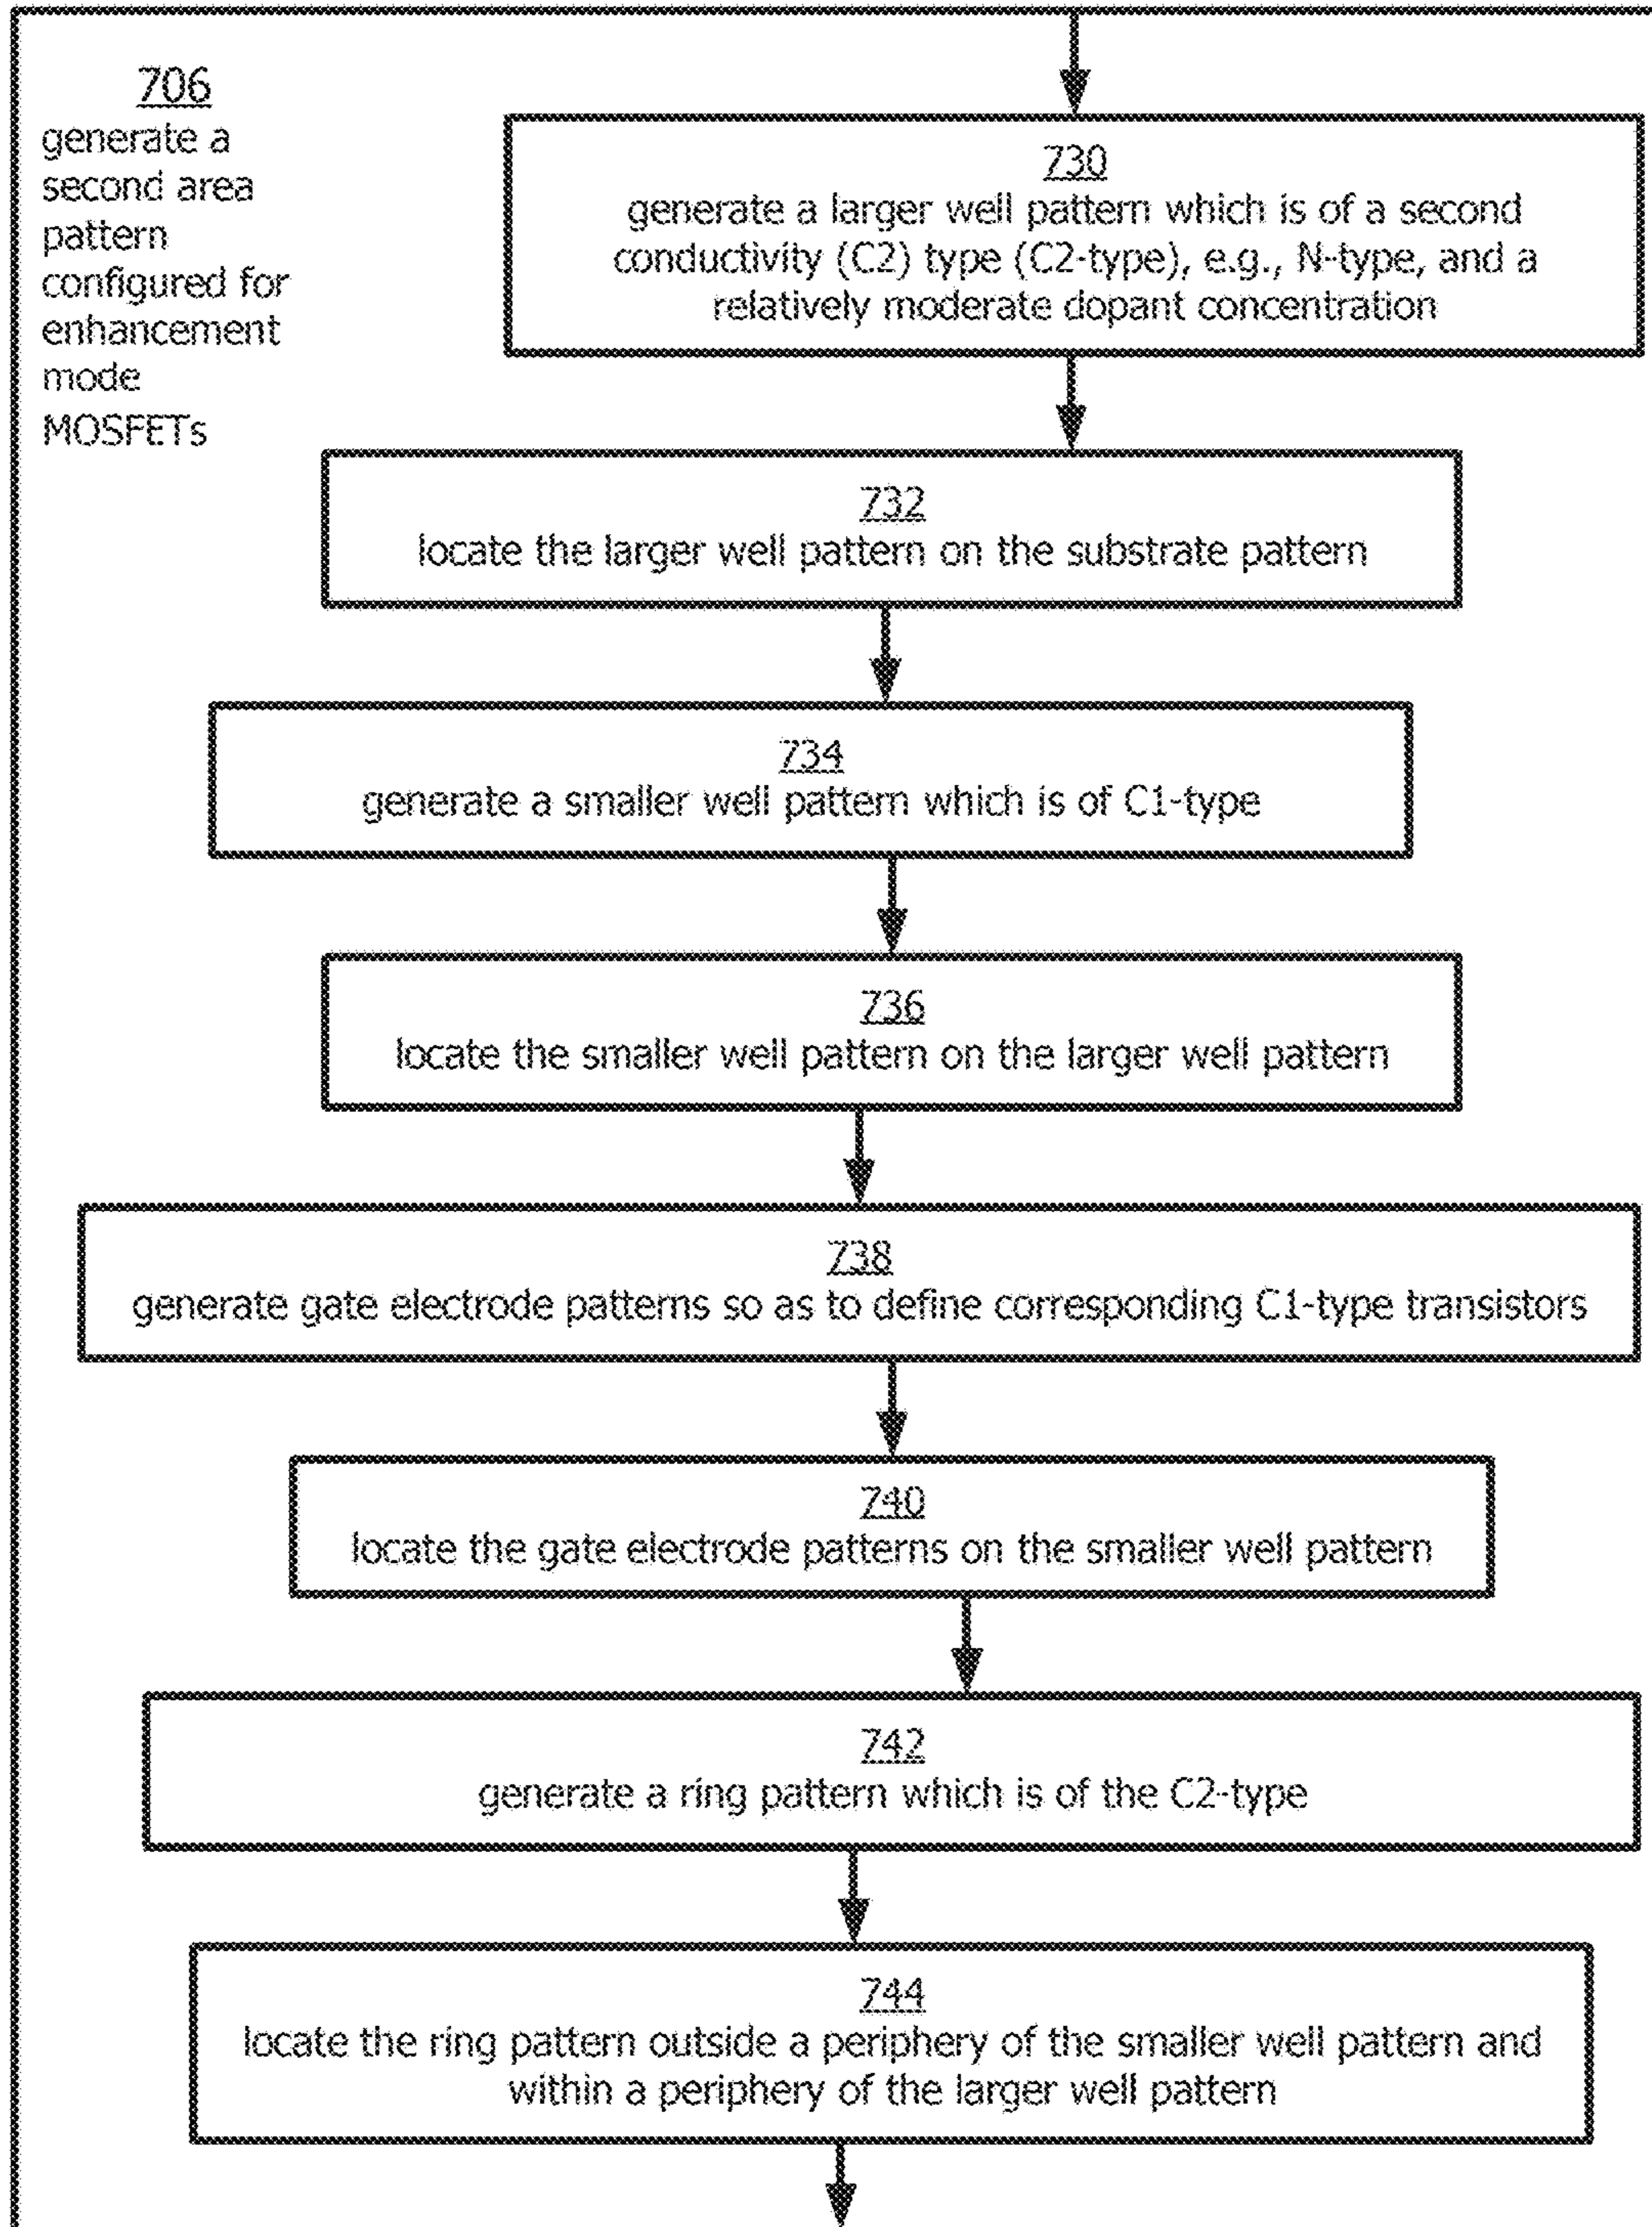 706
generate a
second area
pattern
configured for
enhancement
mode
MOSFETs
730
generate a larger well pattern which is of a second
conductivity (C2) type (C2-type), e.g., N-type, and a
relatively moderate dopant concentration
732
locate the larger well pattern on the substrate pattern
734
generate a smaller well pattern which is of C1-type
736
locate the smaller well pattern on the larger well pattern
738
generate gate electrode patterns so as to define corresponding C1-type transistors
740
locate the gate electrode patterns on the smaller well pattern
742
generate a ring pattern which is of the C2-type
744
locate the ring pattern outside a periphery of the smaller well pattern and
within a periphery of the larger well pattern